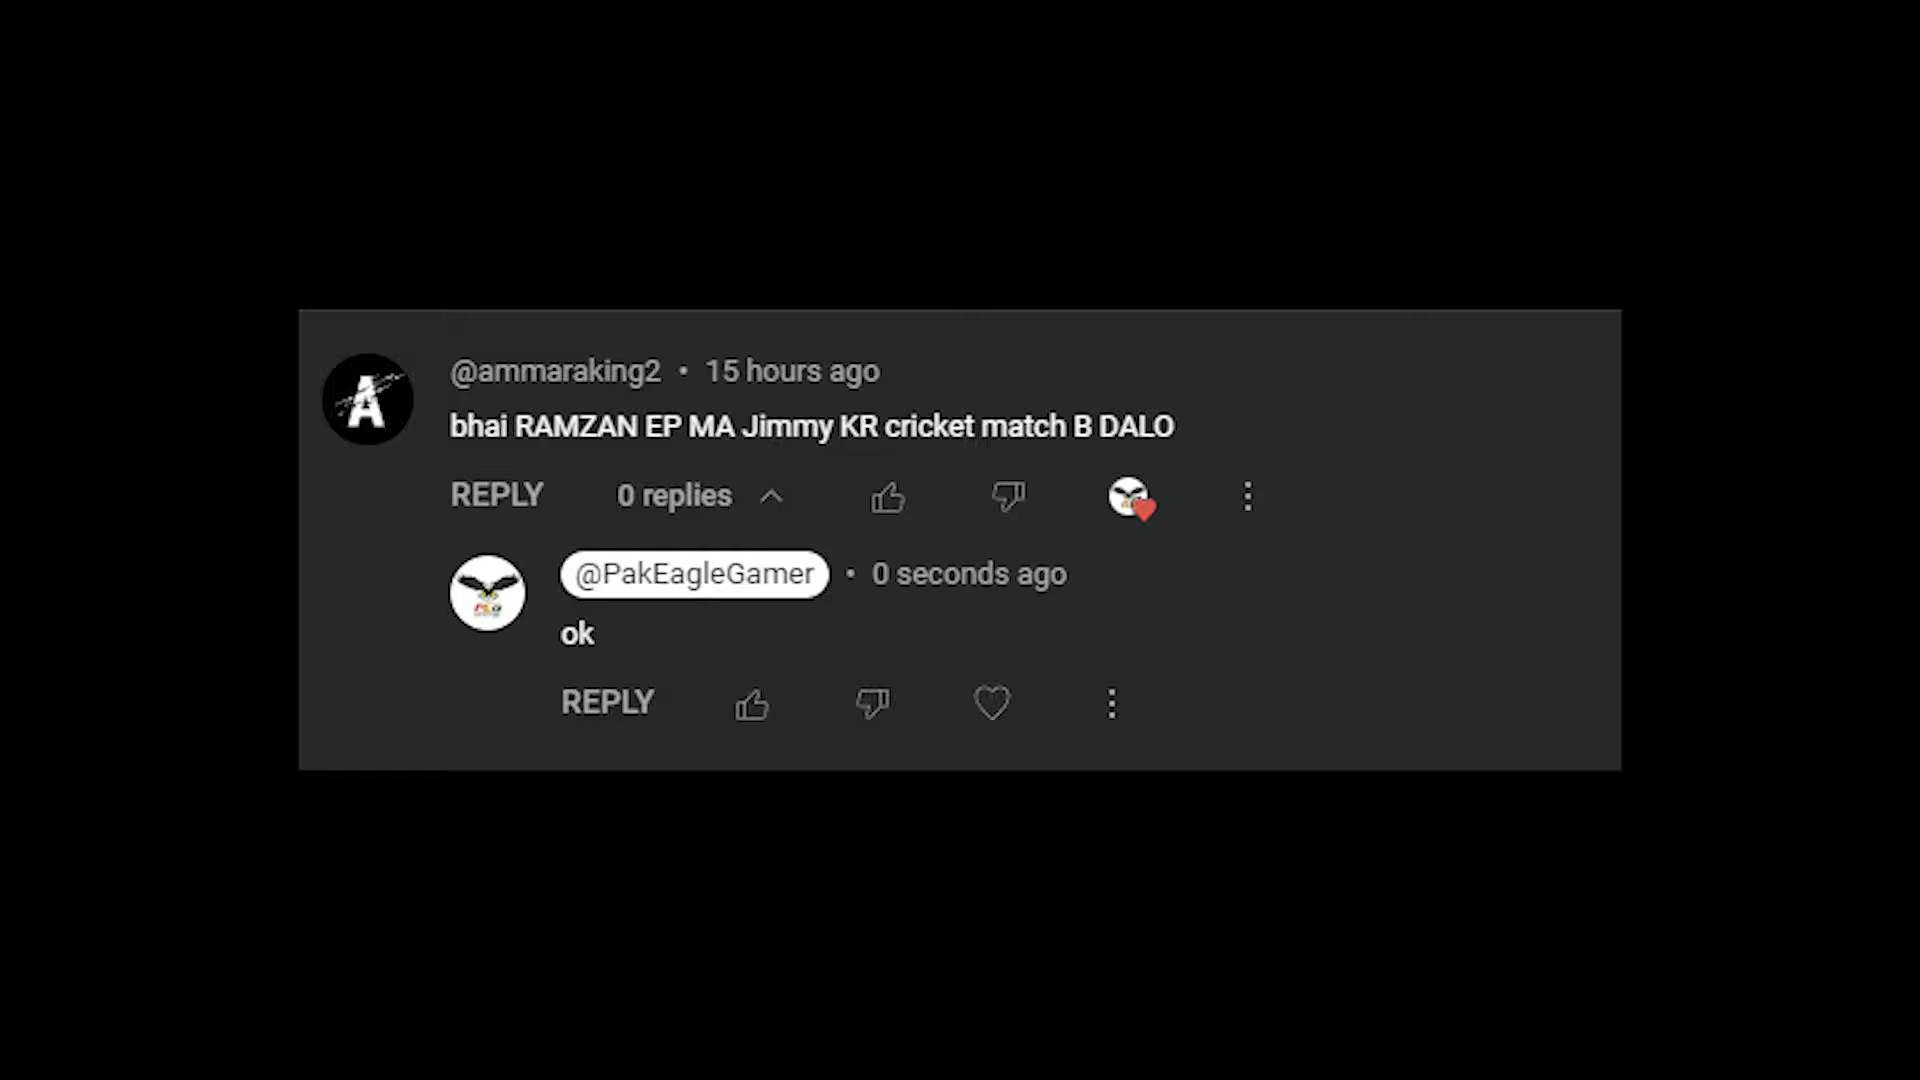 @ammaraking2 • 15 hours ago
bhai RAMZAN EP MA Jimmy KR cricket match B DALO
REPLY 0 replies
@PakEagleGamer • 0 seconds ago
ok
REPLY